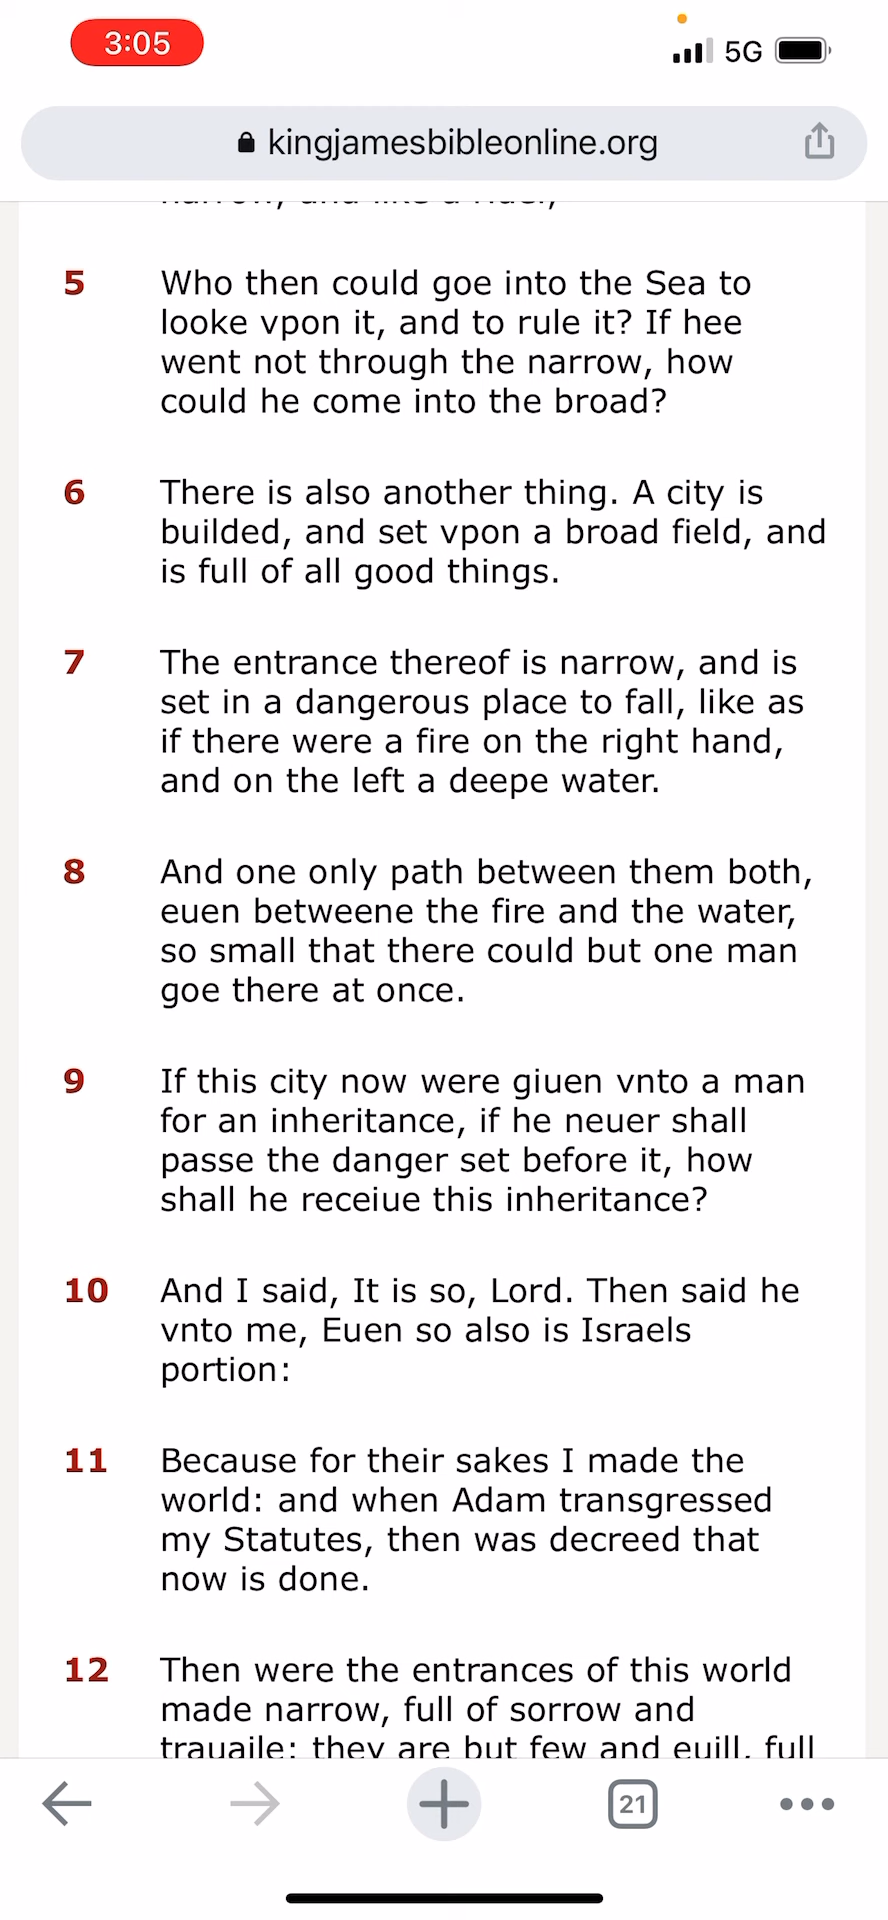 3:05
5G
kingjamesbibleonline.org
5 Who then could goe into the Sea to
looke vpon it, and to rule it? If hee
went not through the narrow, how
could he come into the broad?
6 There is also another thing. A city is
builded, and set vpon a broad field, and
is full of all good things.
7 The entrance thereof is narrow, and is
set in a dangerous place to fall, like as
if there were a fire on the right hand,
and on the left a deepe water.
8 And one only path between them both,
euen betweene the fire and the water,
so small that there could but one man
goe there at once.
9 If this city now were giuen vnto a man
for an inheritance, if he neuer shall
passe the danger set before it, how
shall he receiue this inheritance?
10 And I said, It is so, Lord. Then said he
vnto me, Euen so also is Israels
portion:
11 Because for their sakes I made the
world: and when Adam transgressed
my Statutes, then was decreed that
now is done.
12 Then were the entrances of this world
made narrow, full of sorrow and
trauaile: they are but few and euill, full
21